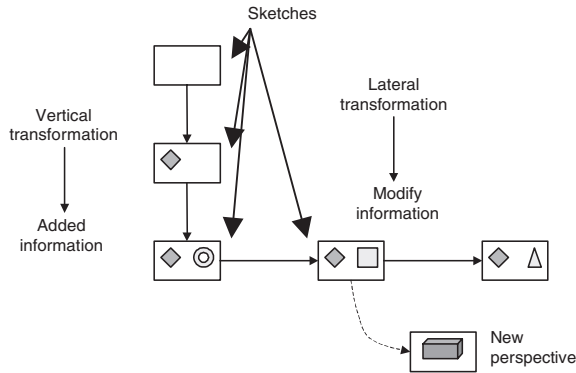 Sketches
Vertical
transformation
Added
information
Lateral
transformation
Modify
information
New
perspective